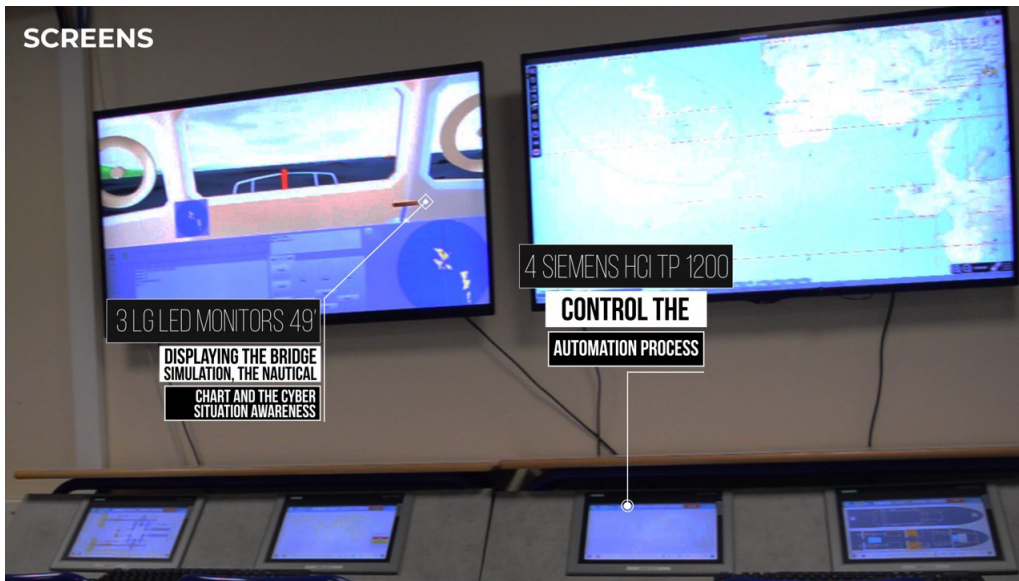 SCREENS
3 LG LED MONITORS 49'
DISPLAYING THE BRIDGE
SIMULATION, THE NAUTICAL
CHART AND THE CYBER
SITUATION AWARENESS
4 SIEMENS HCI TP 1200
CONTROL THE
AUTOMATION PROCESS